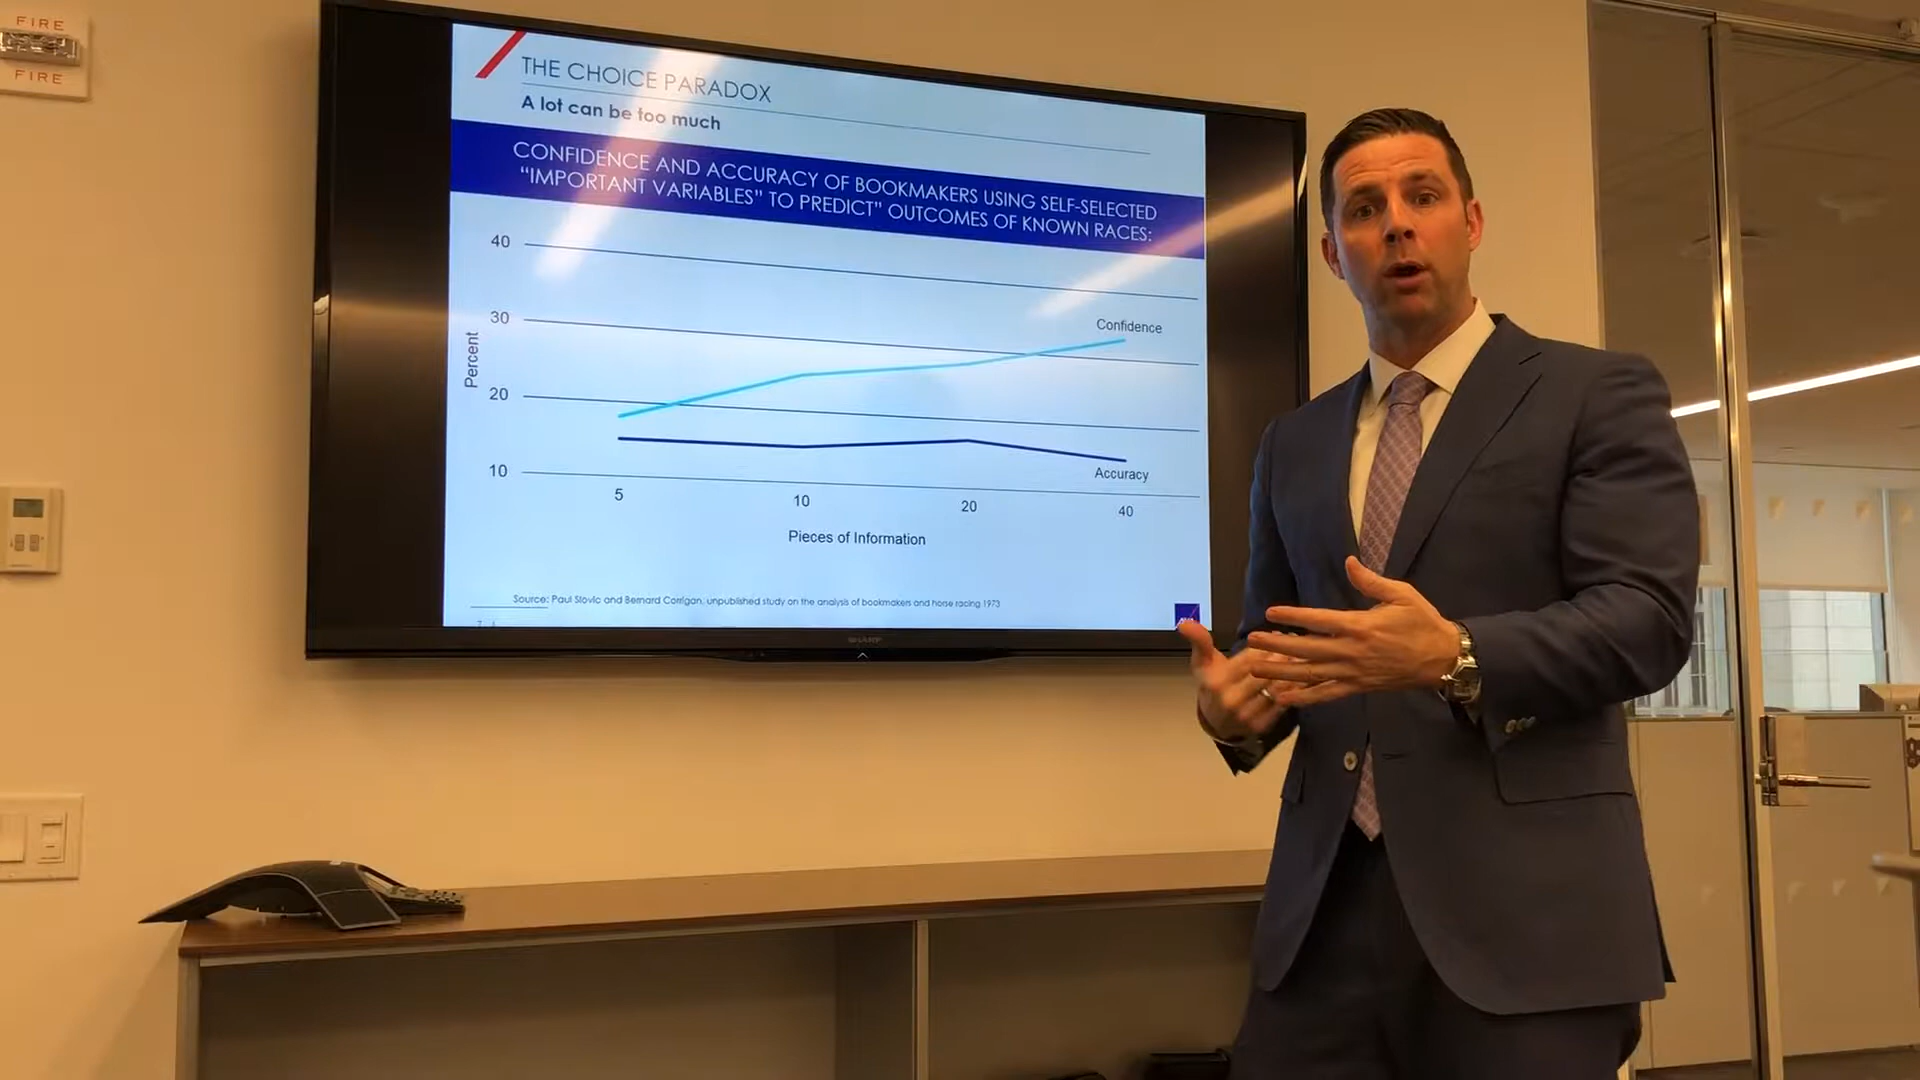 FIRE
FIRE
THE CHOICE PARADOX
A lot can be too much
CONFIDENCE AND ACCURACY OF BOOKMAKERS USING SELF-SELECTED
“IMPORTANT VARIABLES” TO PREDICT” OUTCOMES OF KNOWN RACES:
40
30
20
10
Percent
Confidence
Accuracy
5 10 20 40
Pieces of Information
Source: Paul Slovic and Bernard Corrigan, unpublished study on the analysis of bookmakers and horse racing 1973
7
AXA
SHARP